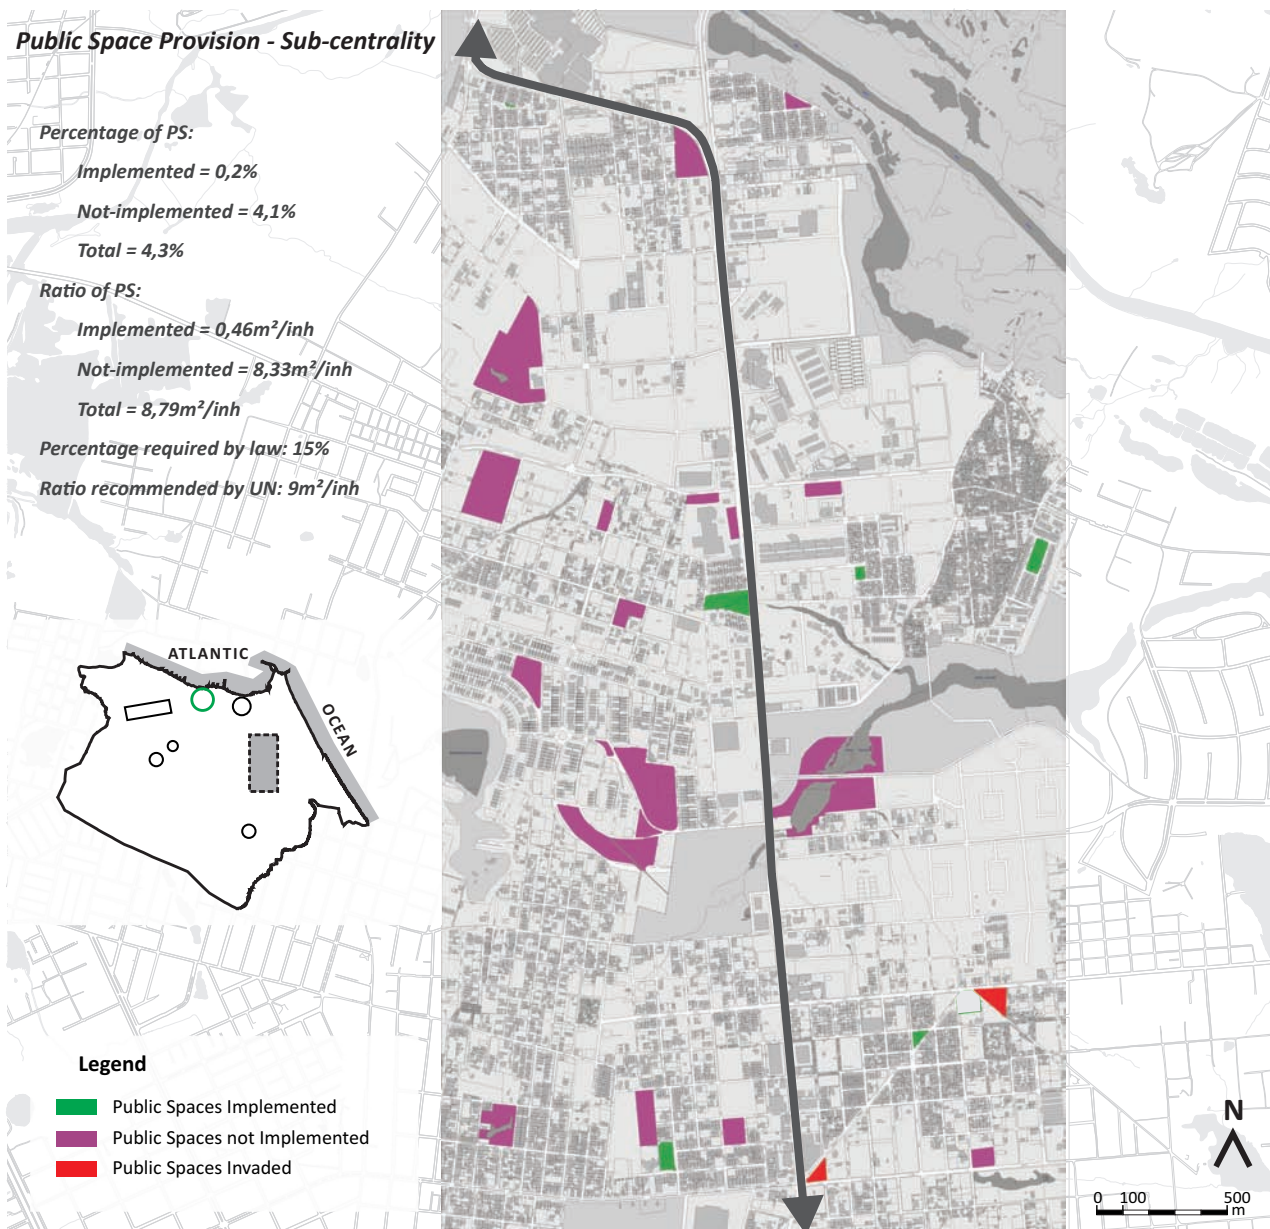 Public Space Provision - Sub-centrality
Percentage of PS:
Implemented = 0,2%
Not-implemented = 4,1%
Total = 4,3%
Ratio of PS:
Implemented = 0,46m²/inh
Not-implemented = 8,33m²/inh
Total = 8,79m²/inh
Percentage required by law: 15%
Ratio recommended by UN: 9m²/inh
ATLANTIC
OCEAN
Legend
Public Spaces Implemented
Public Spaces not Implemented
Public Spaces Invaded
N
0 100 500
m